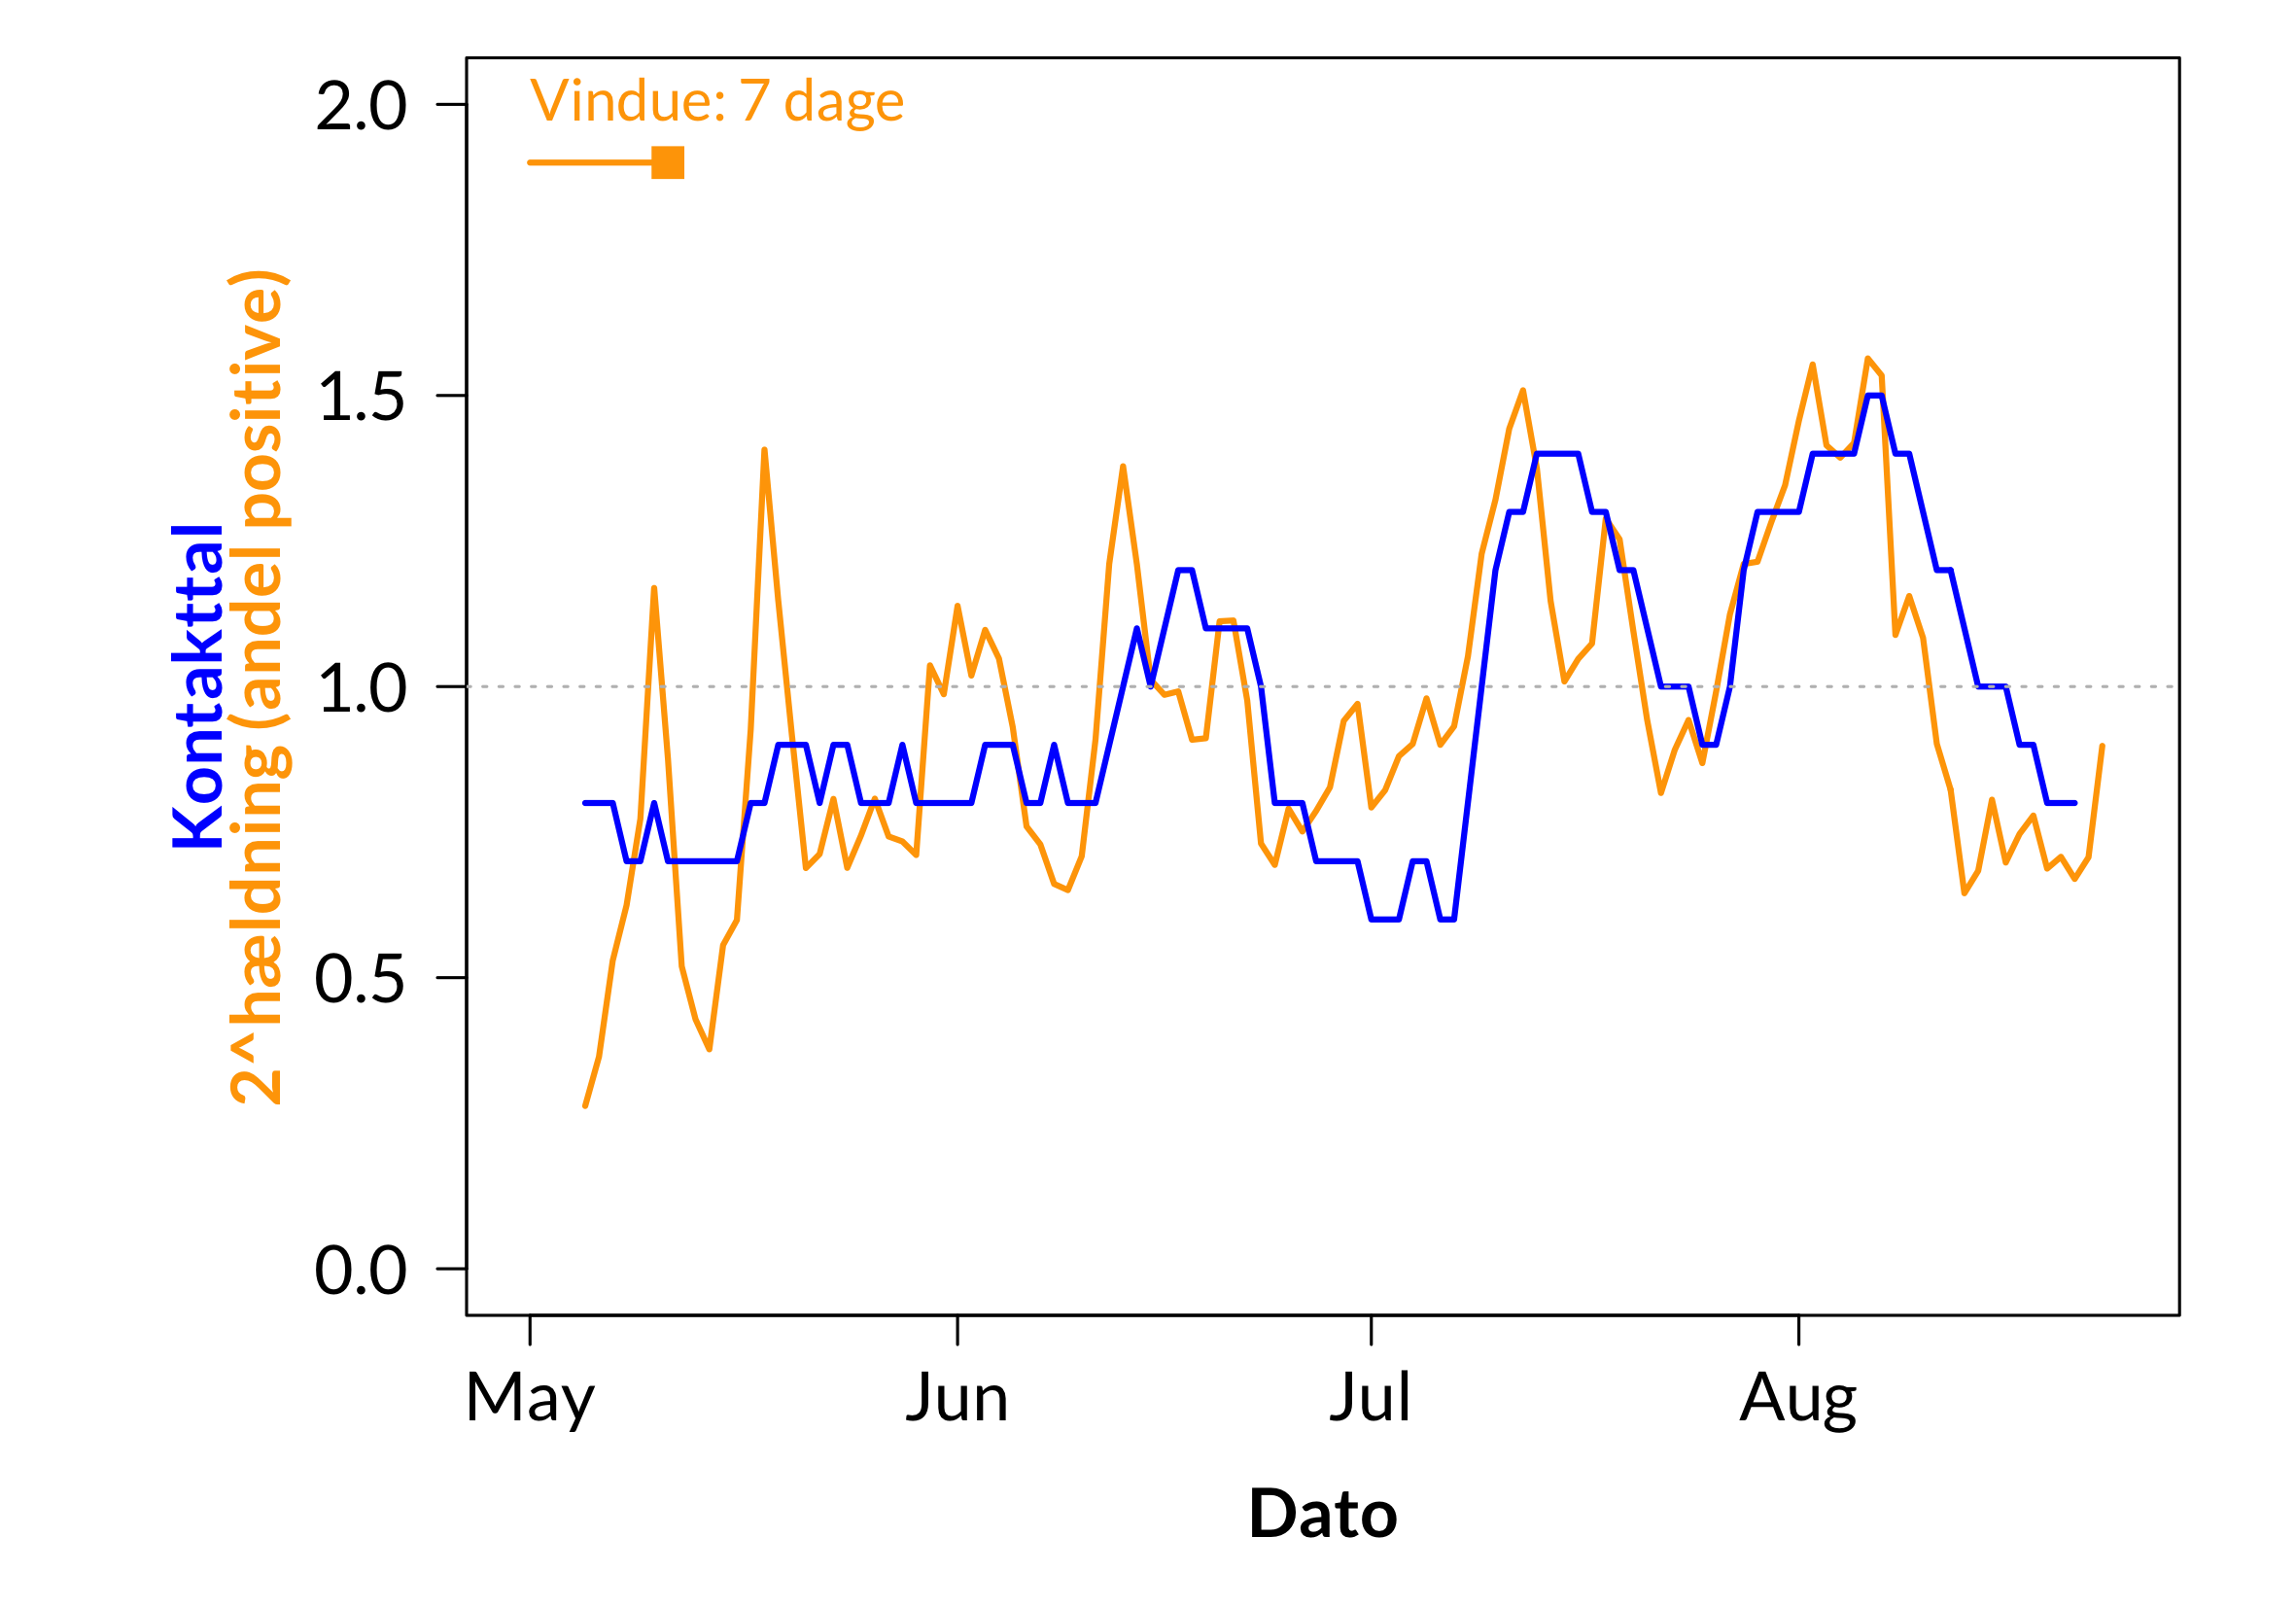 Kontakttal
2^hældning (andel positive)
2.0
1.5
1.0
0.5
0.0
Vindue: 7 dage
May Jun Jul Aug
Dato